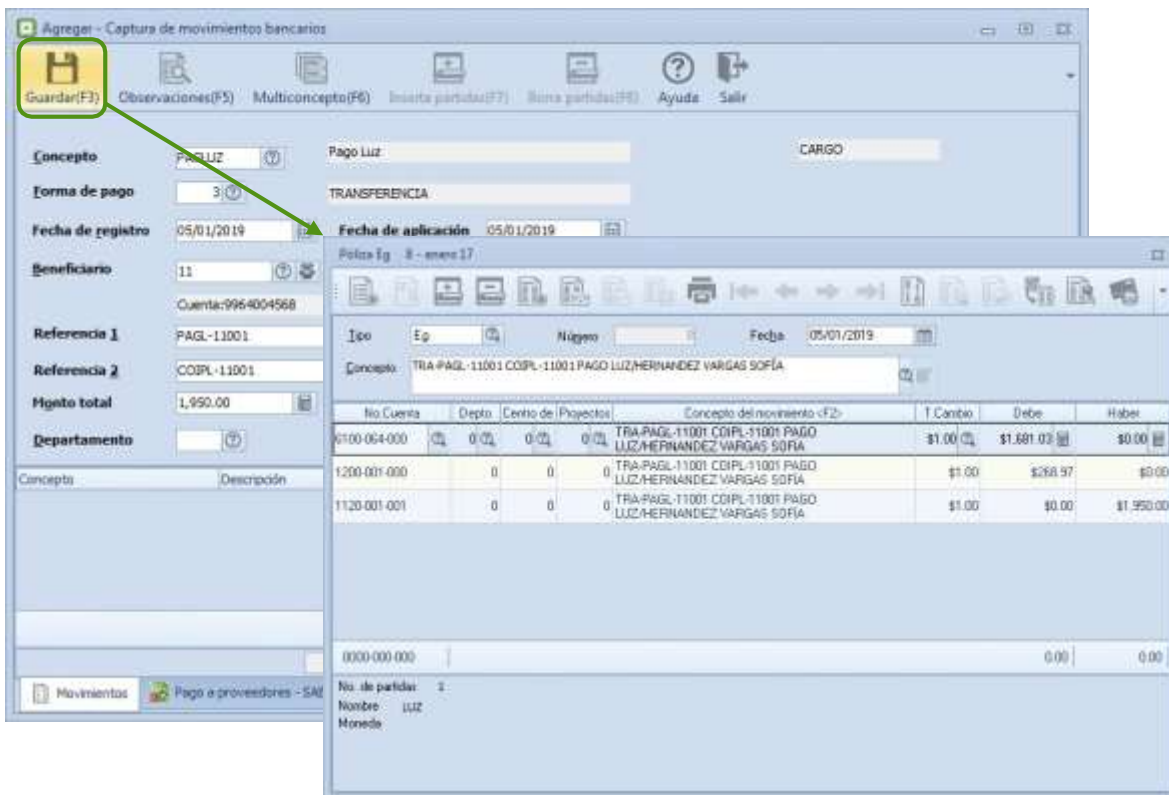 Agregar - Captura de movimientos bancarios
Guardar(F3) Observaciones(F5) Multiconcepto(F6) Inserta partidas(F7) Borra partidas(F8) Ayuda Salir
Concepto PAGLUZ Pago Luz CARGO
Forma de pago 3 TRANSFERENCIA
Fecha de registro 05/01/2019 Fecha de aplicación 05/01/2019
Beneficiario 11
Cuenta:9964004568
Referencia 1 PAGL-11001
Referencia 2 COIPL-11001
Monto total 1,950.00
Departamento
Concepto Descripción
Movimientos Pago a proveedores - SAE
Poliza Eg 8 - enero 17
Tipo Eg Número Fecha 05/01/2019
Concepto TRA-PAGL-11001 COIPL-11001 PAGO LUZ/HERNANDEZ VARGAS SOFÍA
No.Cuenta Depto. Centro de Proyectos Concepto del movimiento <F2> T.Cambio Debe Haber
6100-064-000 0 0 0 TRA-PAGL-11001 COIPL-11001 PAGO LUZ/HERNANDEZ VARGAS SOFÍA $1.00 $1,681.03 $0.00
1200-001-000 0 0 0 TRA-PAGL-11001 COIPL-11001 PAGO LUZ/HERNANDEZ VARGAS SOFÍA $1.00 $268.97 $0.00
1120-001-001 0 0 0 TRA-PAGL-11001 COIPL-11001 PAGO LUZ/HERNANDEZ VARGAS SOFÍA $1.00 $0.00 $1,950.00
0000-000-000 0.00 0.00
No. de partidas
Nombre LUZ
Moneda